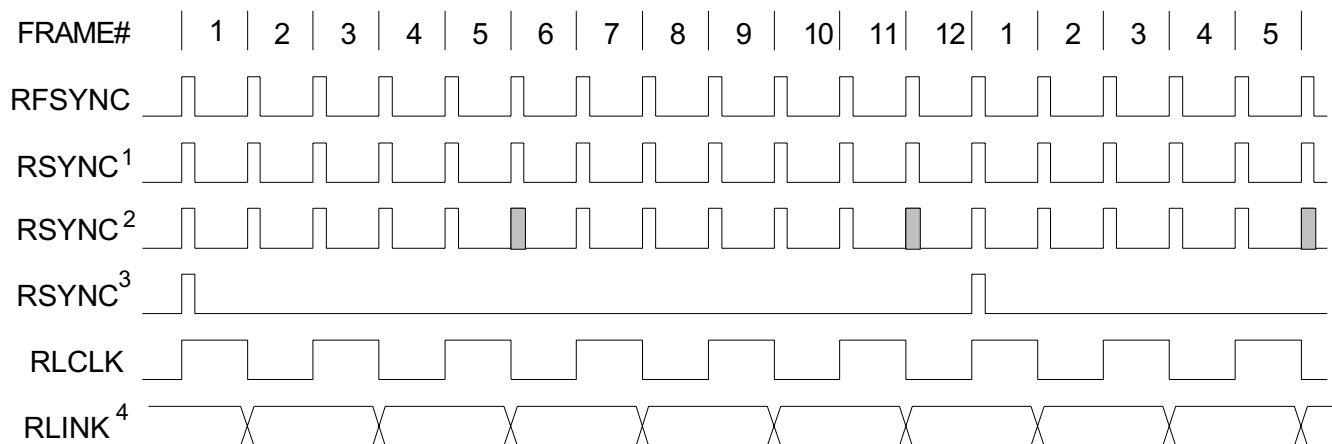 FRAME# 1 2 3 4 5 6 7 8 9 10 11 12 1 2 3 4 5
RFSYNC
RSYNC¹
RSYNC²
RSYNC³
RLCLK
RLINK⁴